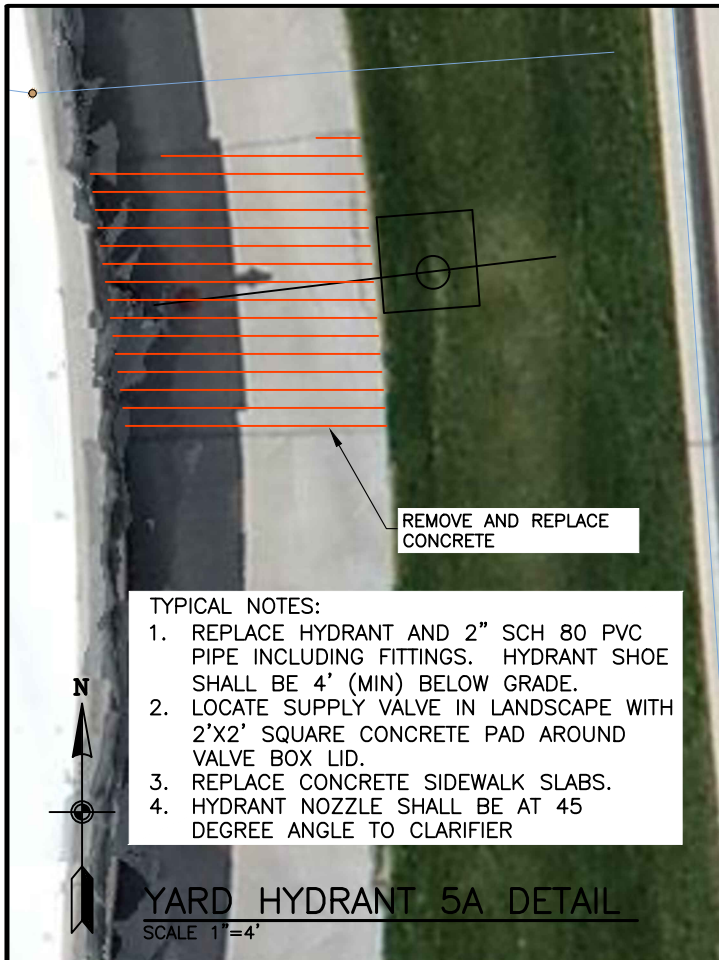 REMOVE AND REPLACE
CONCRETE
TYPICAL NOTES:
1. REPLACE HYDRANT AND 2" SCH 80 PVC
PIPE INCLUDING FITTINGS. HYDRANT SHOE
SHALL BE 4' (MIN) BELOW GRADE.
2. LOCATE SUPPLY VALVE IN LANDSCAPE WITH
2'X2' SQUARE CONCRETE PAD AROUND
VALVE BOX LID.
3. REPLACE CONCRETE SIDEWALK SLABS.
4. HYDRANT NOZZLE SHALL BE AT 45
DEGREE ANGLE TO CLARIFIER
N
YARD HYDRANT 5A DETAIL
SCALE 1"=4'